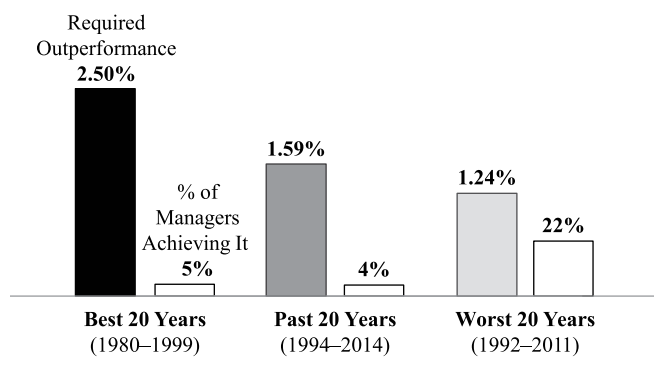 Required
Outperformance
2.50%
% of
Managers
Achieving It
5%
1.59%
4%
1.24%
22%
Best 20 Years
(1980–1999)
Past 20 Years
(1994–2014)
Worst 20 Years
(1992–2011)